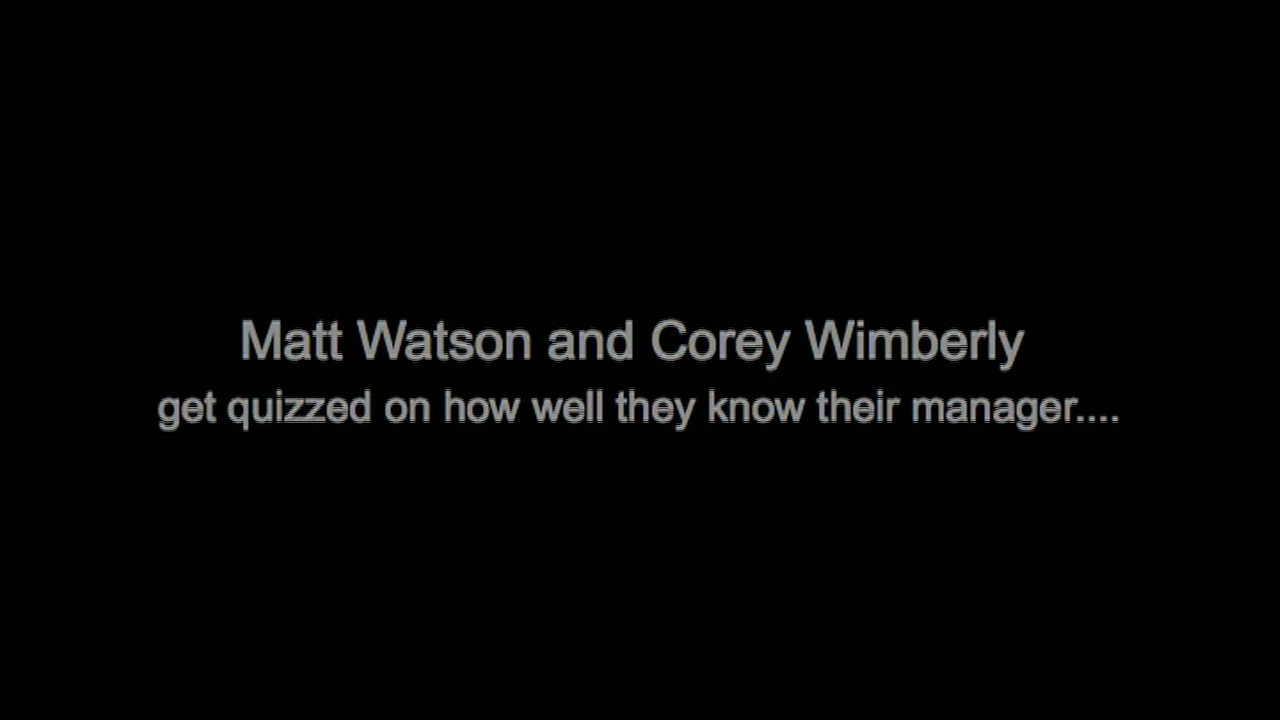 Matt Watson and Corey Wimberly
get quizzed on how well they know their manager....